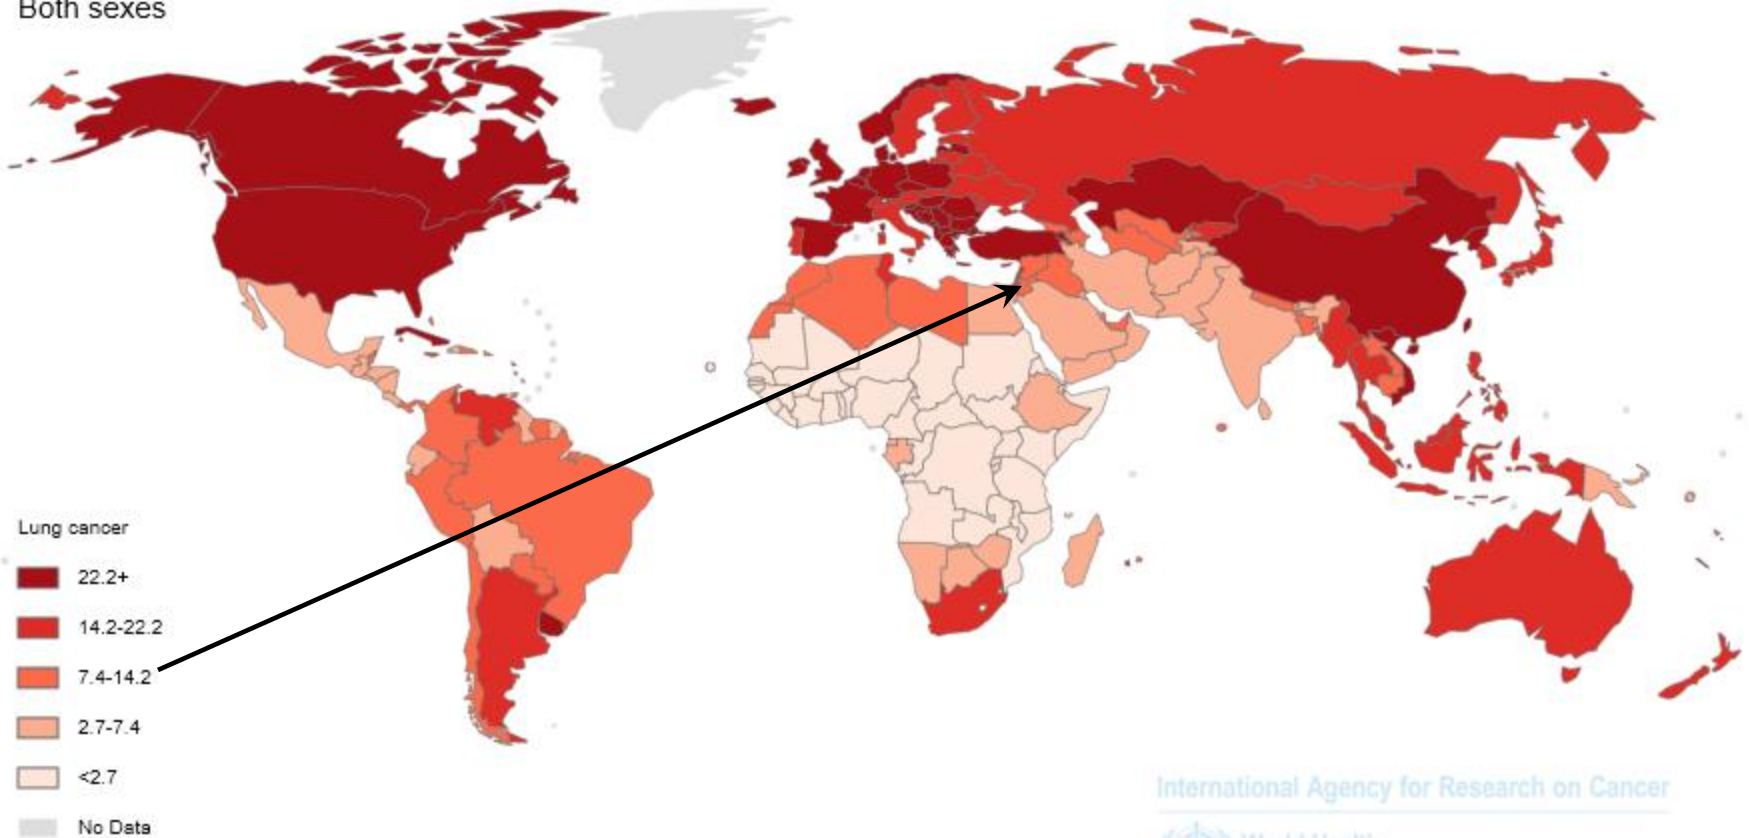 Both sexes
Lung cancer
22.2+
14.2-22.2
7.4-14.2
2.7-7.4
<2.7
No Data
International Agency for Research on Cancer